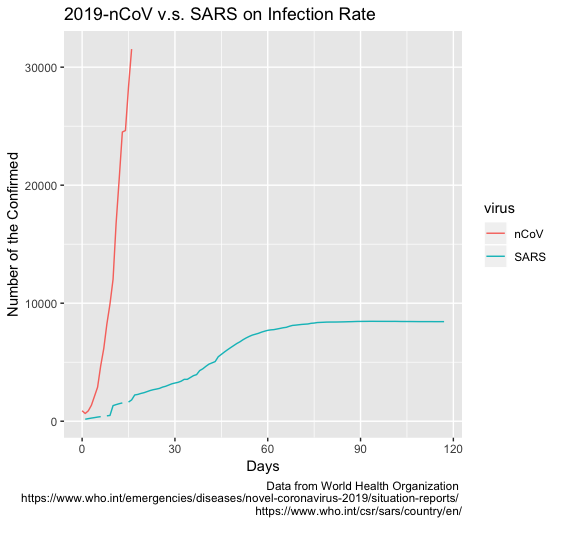 2019-nCoV v.s. SARS on Infection Rate
Number of the Confirmed
30000
20000
10000
0
0
30
60
90
120
Days
virus
nCoV
SARS
Data from World Health Organization
https://www.who.int/emergencies/diseases/novel-coronavirus-2019/situation-reports/
https://www.who.int/csr/sars/country/en/